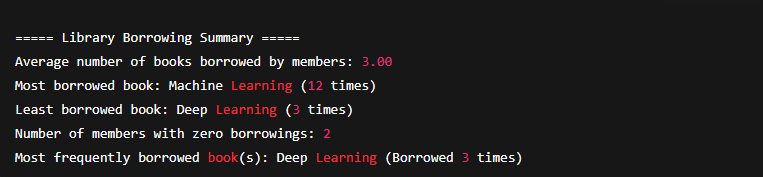 ===== Library Borrowing Summary =====
Average number of books borrowed by members: 3.00
Most borrowed book: Machine Learning (12 times)
Least borrowed book: Deep Learning (3 times)
Number of members with zero borrowings: 2
Most frequently borrowed book(s): Deep Learning (Borrowed 3 times)